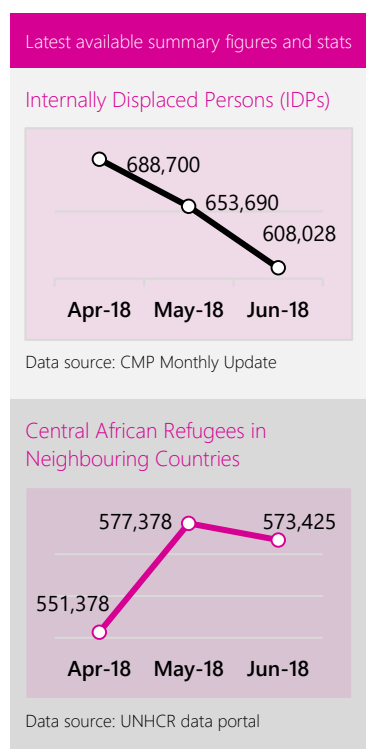 Latest available summary figures and stats
Internally Displaced Persons (IDPs)
688,700
653,690
608,028
Apr-18 May-18 Jun-18
Data source: CMP Monthly Update
Central African Refugees in
Neighbouring Countries
577,378 573,425
551,378
Apr-18 May-18 Jun-18
Data source: UNHCR data portal